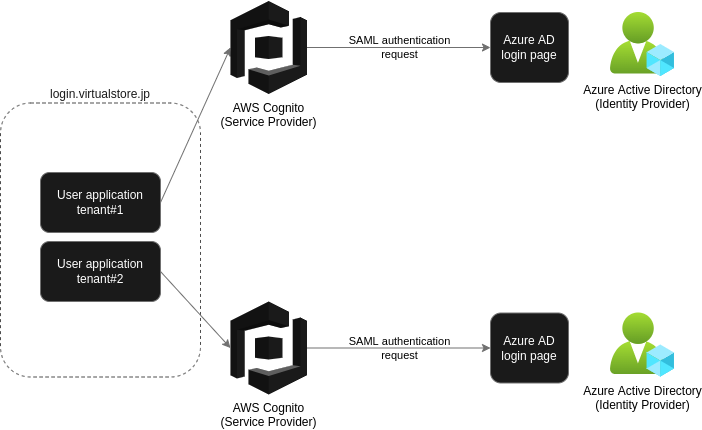 login.virtualstore.jp
User application
tenant#1
User application
tenant#2
AWS Cognito
(Service Provider)
SAML authentication
request
Azure AD
login page
Azure Active Directory
(Identity Provider)
AWS Cognito
(Service Provider)
SAML authentication
request
Azure AD
login page
Azure Active Directory
(Identity Provider)